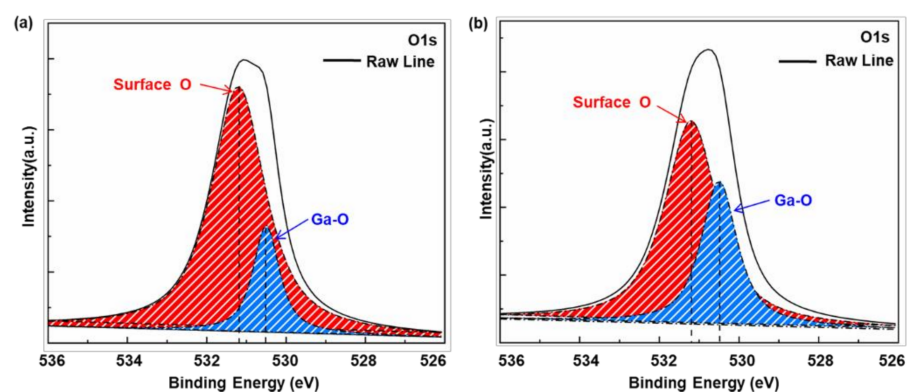 (a)
O1s
Raw Line
Surface O
Ga-O
Intensity(a.u.)
536 534 532 530 528 526
Binding Energy (eV)
(b)
O1s
Raw Line
Surface O
Ga-O
Intensity(a.u.)
536 534 532 530 528 526
Binding Energy (eV)